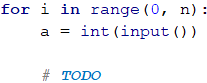 for i in range(0, n):
    a = int(input())
    # TODO